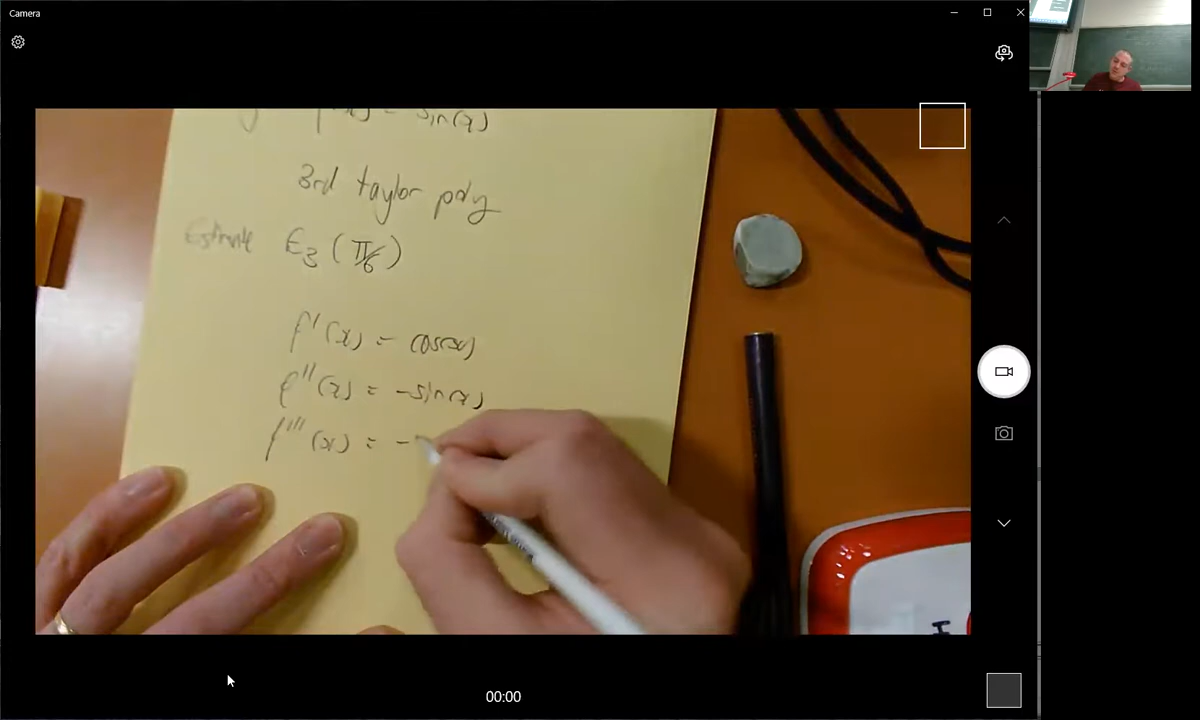 Camera
= sin(x)
3rd taylor poly
Estimate E₃(π/6)
f'(x) = cos(x)
f''(x) = -sin(x)
f'''(x) = -
00:00